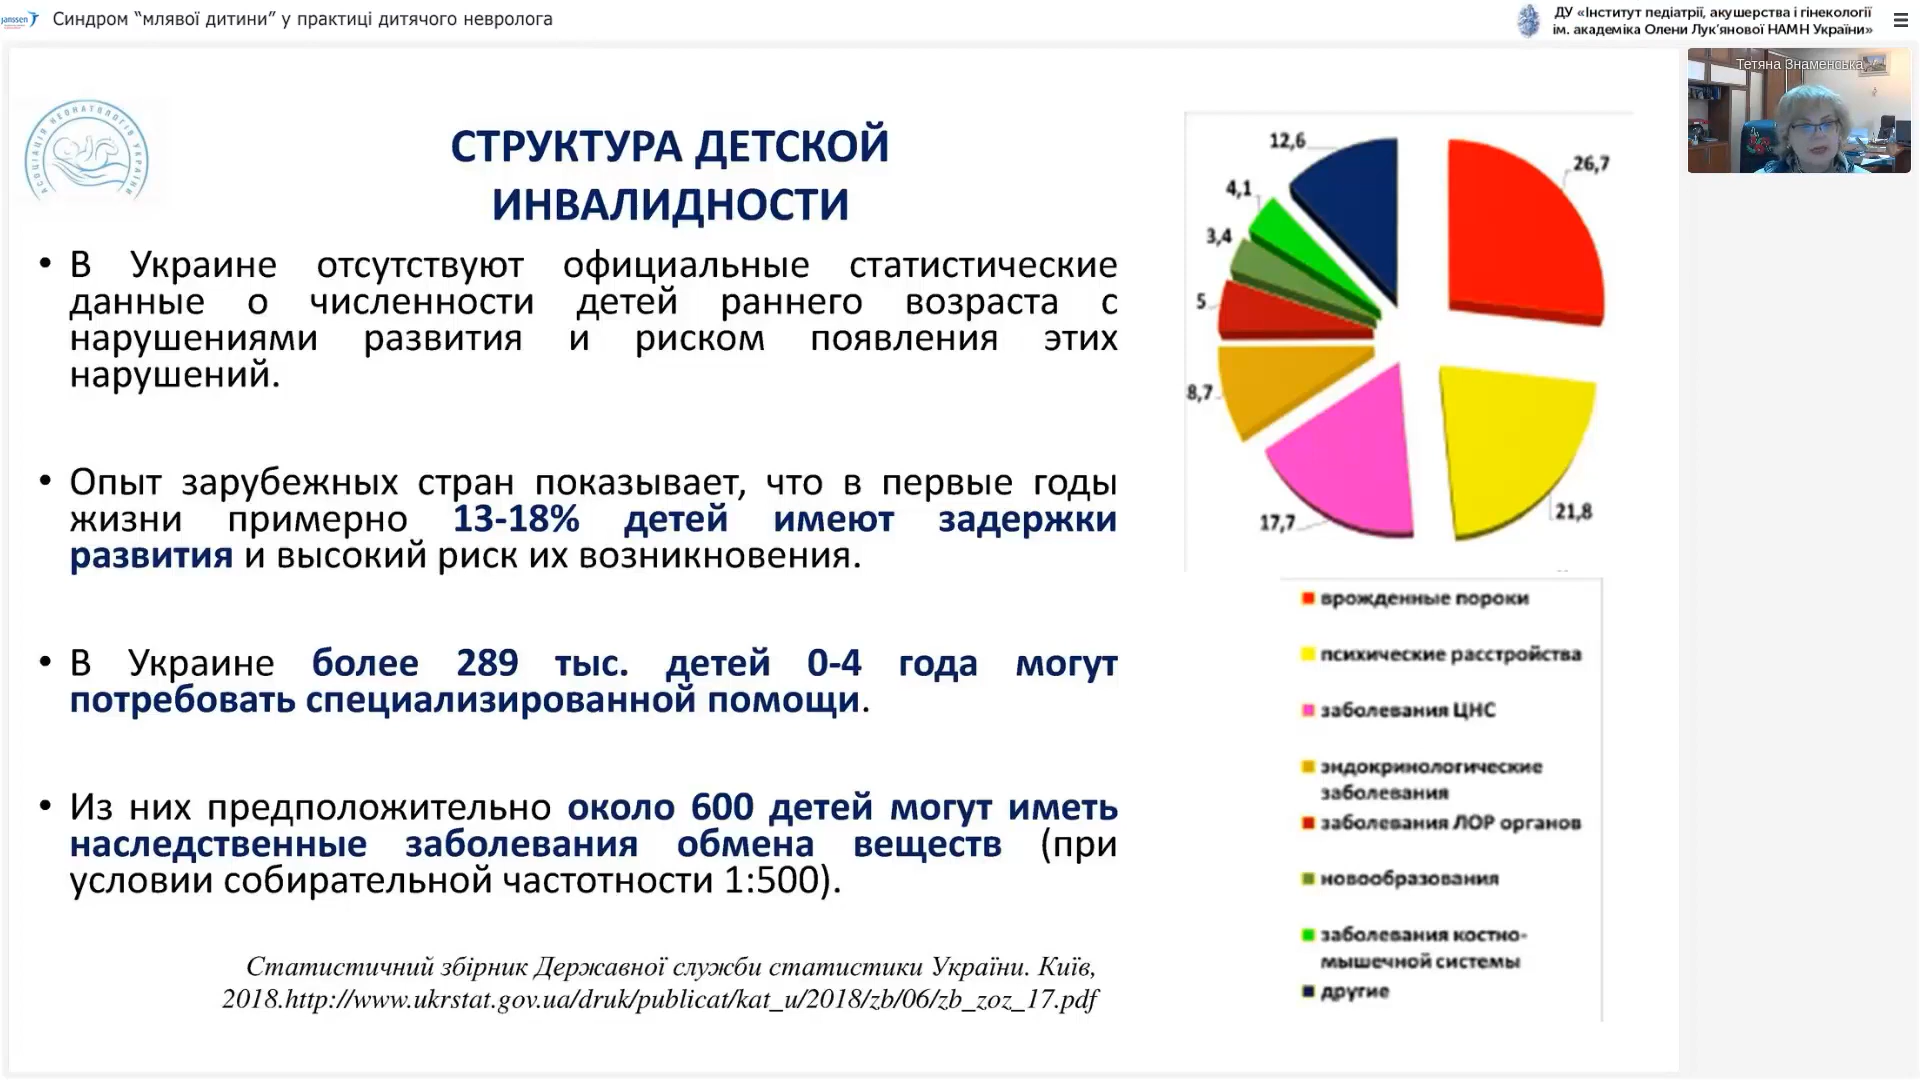 janssen
Синдром “млявої дитини” у практиці дитячого невролога
ДУ «Інститут педіатрії, акушерства і гінекології
ім. академіка Олени Лук'янової НАМН України»
Тетяна Знаменська
АСОЦІАЦІЯ НЕОНАТОЛОГІВ УКРАЇНИ
СТРУКТУРА ДЕТСКОЙ
ИНВАЛИДНОСТИ
• В Украине отсутствуют официальные статистические
данные о численности детей раннего возраста с
нарушениями развития и риском появления этих
нарушений.
• Опыт зарубежных стран показывает, что в первые годы
жизни примерно 13-18% детей имеют задержки
развития и высокий риск их возникновения.
• В Украине более 289 тыс. детей 0-4 года могут
потребовать специализированной помощи.
• Из них предположительно около 600 детей могут иметь
наследственные заболевания обмена веществ (при
условии собирательной частотности 1:500).
Статистичний збірник Державної служби статистики України. Київ,
2018.http://www.ukrstat.gov.ua/druk/publicat/kat_u/2018/zb/06/zb_zoz_17.pdf
12,6
26,7
4,1
3,4
5
8,7
17,7
21,8
врожденные пороки
психические расстройства
заболевания ЦНС
эндокринологические
заболевания
заболевания ЛОР органов
новообразования
заболевания костно-
мышечной системы
другие